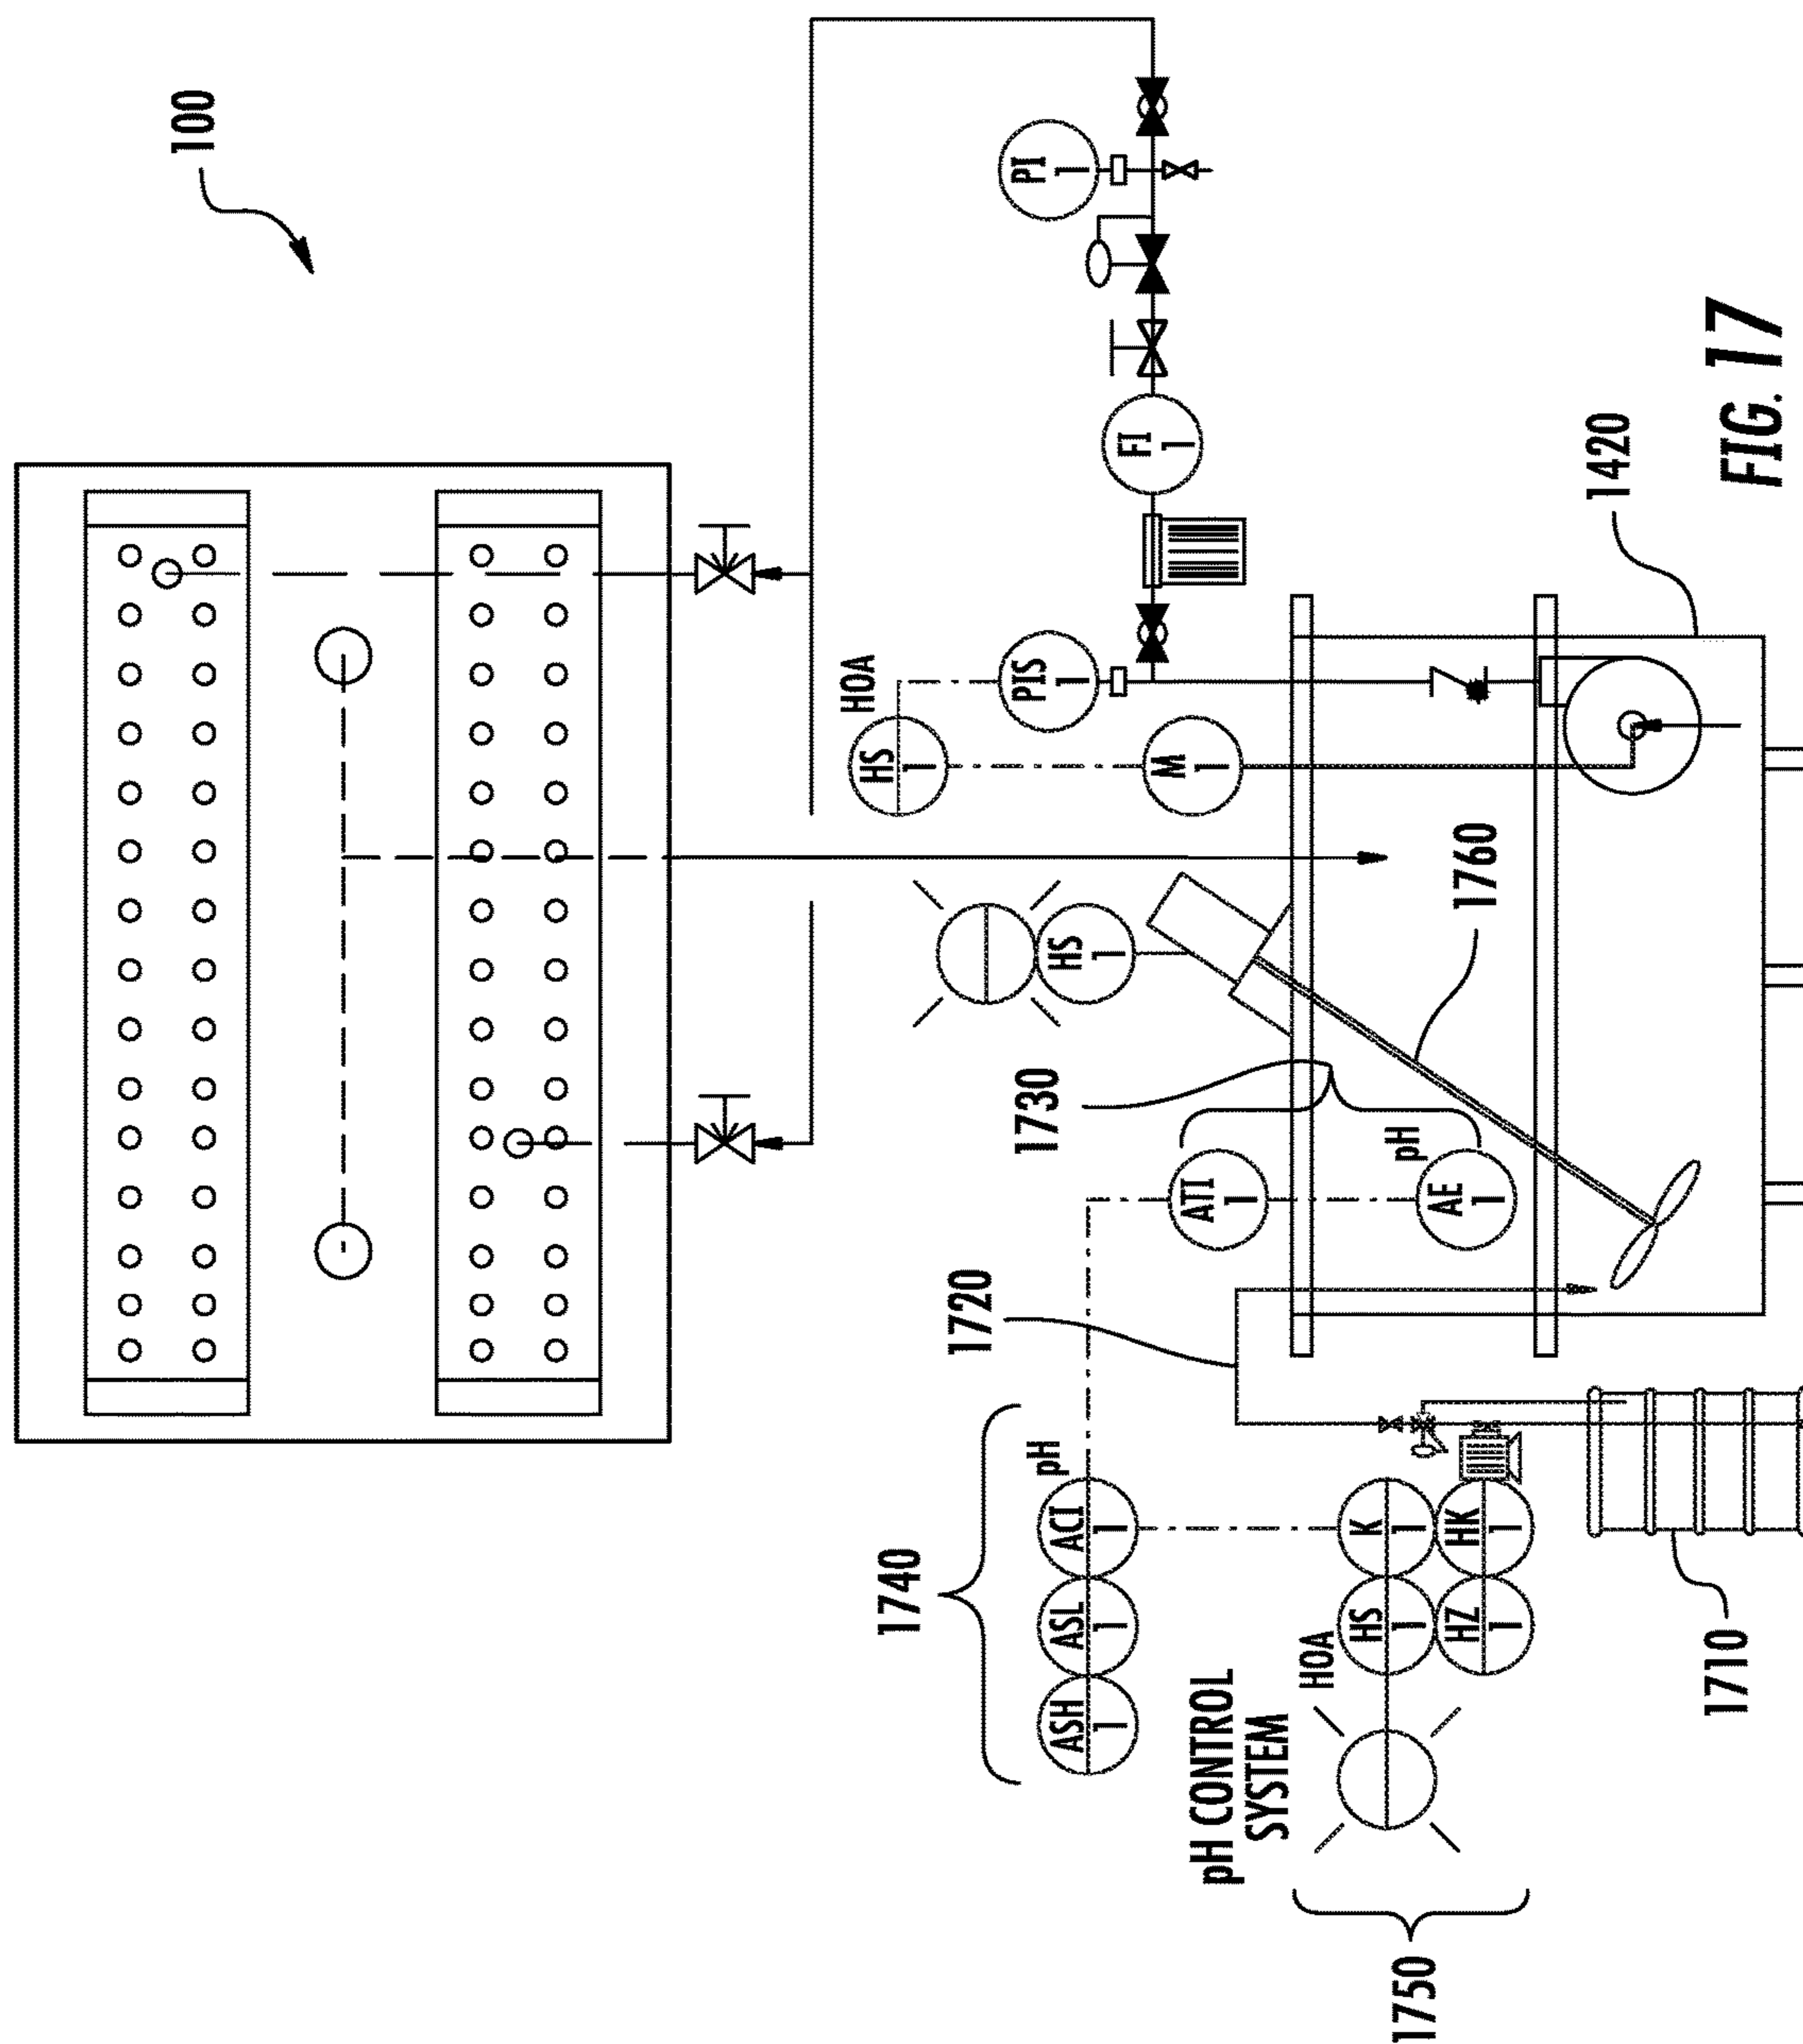 100
HOA
HS
1
1740
1720
PIS
1
PI
1
1730
pH
ASH
1
ASL
1
ACI
1
HS
1
FI
1
M
1
ATI
1
pH CONTROL
SYSTEM
HOA
HS
1
K
1
1750
pH
AE
1
HZ
1
HK
1
1760
1420
1710
FIG. 17